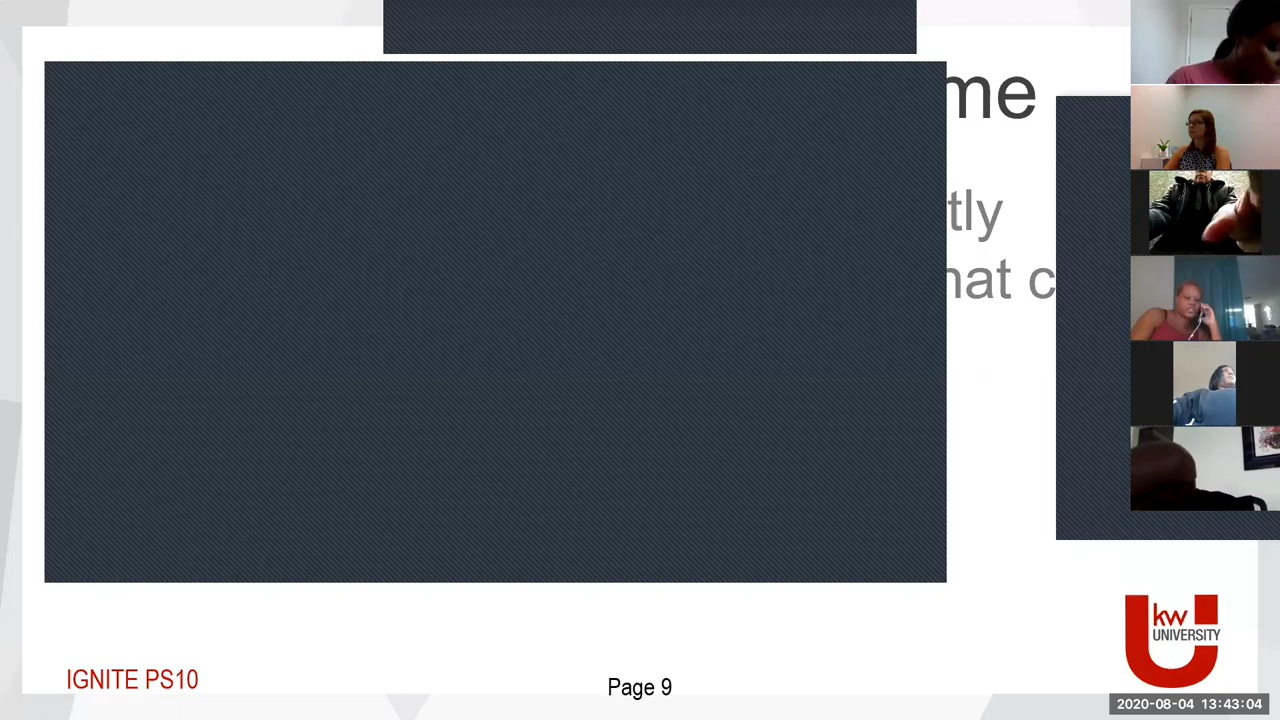 me
tly
hat c
kw
UNIVERSITY
IGNITE PS10
Page 9
2020-08-04 13:43:04